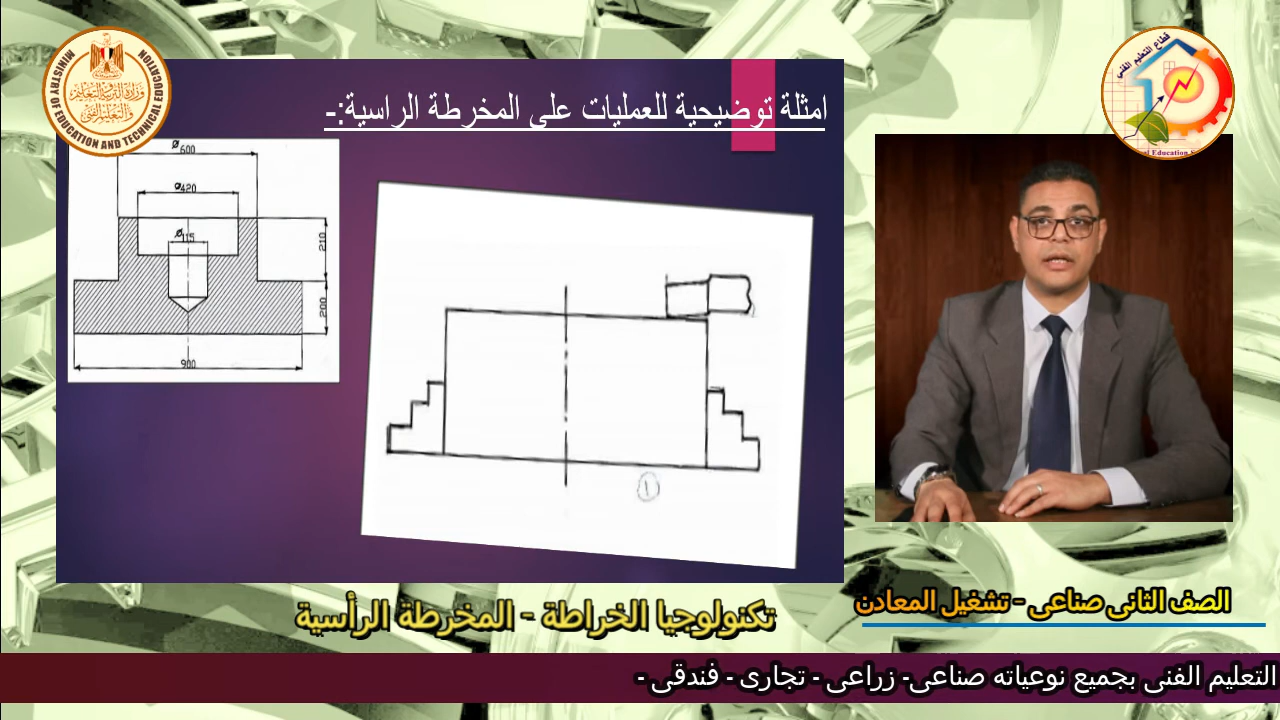 امثلة توضيحية للعمليات على المخرطة الراسية:-
MINISTRY OF EDUCATION AND TECHNICAL EDUCATION
وزارة التربية والتعليم
والتعليم الفنى
قطاع التعليم الفني
Education
ø600
ø420
ø115
210
200
900
١
الصف الثانى صناعى - تشغيل المعادن
تكنولوجيا الخراطة - المخرطة الرأسية
التعليم الفنى بجميع نوعياته صناعى- زراعى - تجارى - فندقى -